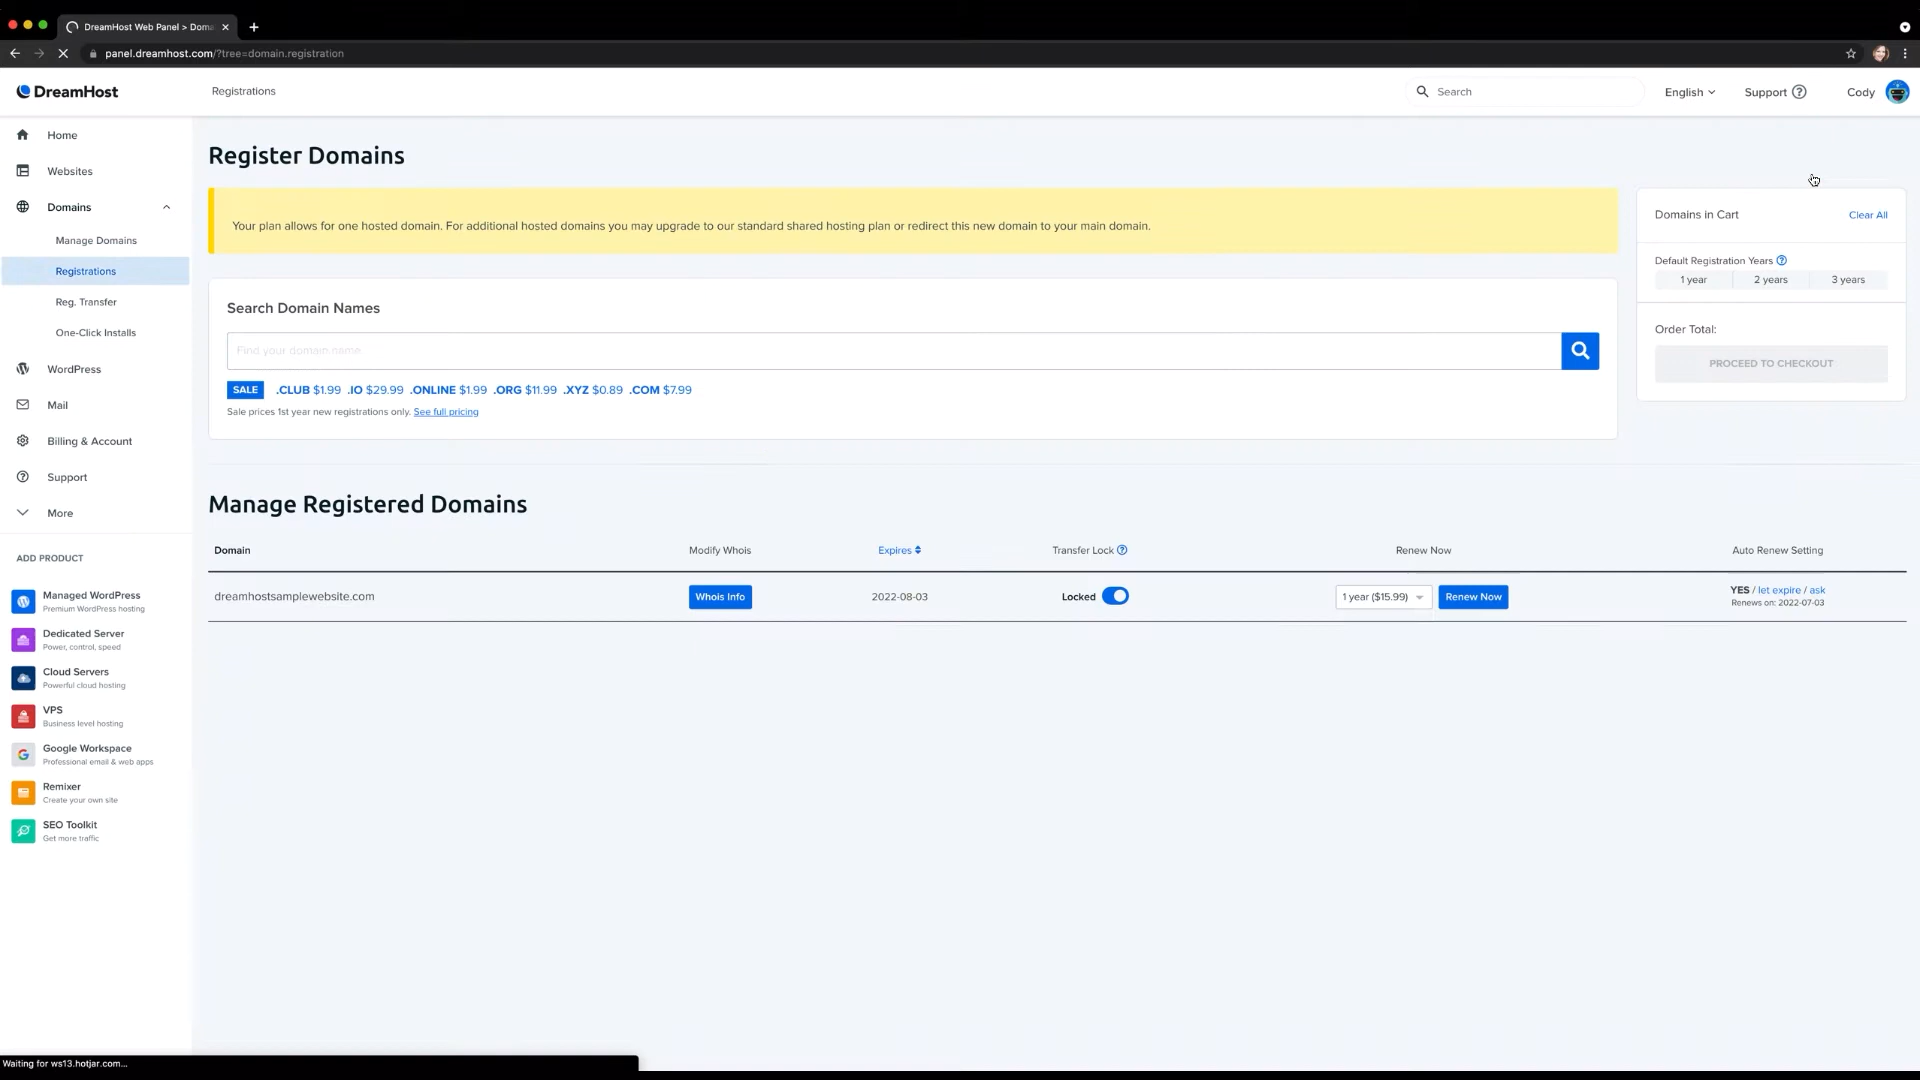 DreamHost Web Panel > Doma
panel.dreamhost.com/?tree=domain.registration
DreamHost
Registrations
Search
English
Support
Cody
Home
Websites
Domains
Manage Domains
Registrations
Reg. Transfer
One-Click Installs
WordPress
Mail
Billing & Account
Support
More
ADD PRODUCT
Managed WordPress
Premium WordPress hosting
Dedicated Server
Power, control, speed
Cloud Servers
Powerful cloud hosting
VPS
Business level hosting
Google Workspace
Professional email & web apps
Remixer
Create your own site
SEO Toolkit
Get more traffic
Register Domains
Your plan allows for one hosted domain. For additional hosted domains you may upgrade to our standard shared hosting plan or redirect this new domain to your main domain.
Search Domain Names
Find your domain name
SALE .CLUB $1.99 .IO $29.99 .ONLINE $1.99 .ORG $11.99 .XYZ $0.89 .COM $7.99
Sale prices 1st year new registrations only. See full pricing
Domains in Cart Clear All
Default Registration Years
1 year 2 years 3 years
Order Total:
PROCEED TO CHECKOUT
Manage Registered Domains
Domain Modify Whois Expires Transfer Lock Renew Now Auto Renew Setting
dreamhostsamplewebsite.com Whois Info 2022-08-03 Locked 1 year ($15.99) Renew Now YES / let expire / ask
Renews on: 2022-07-03
Waiting for ws13.hotjar.com...